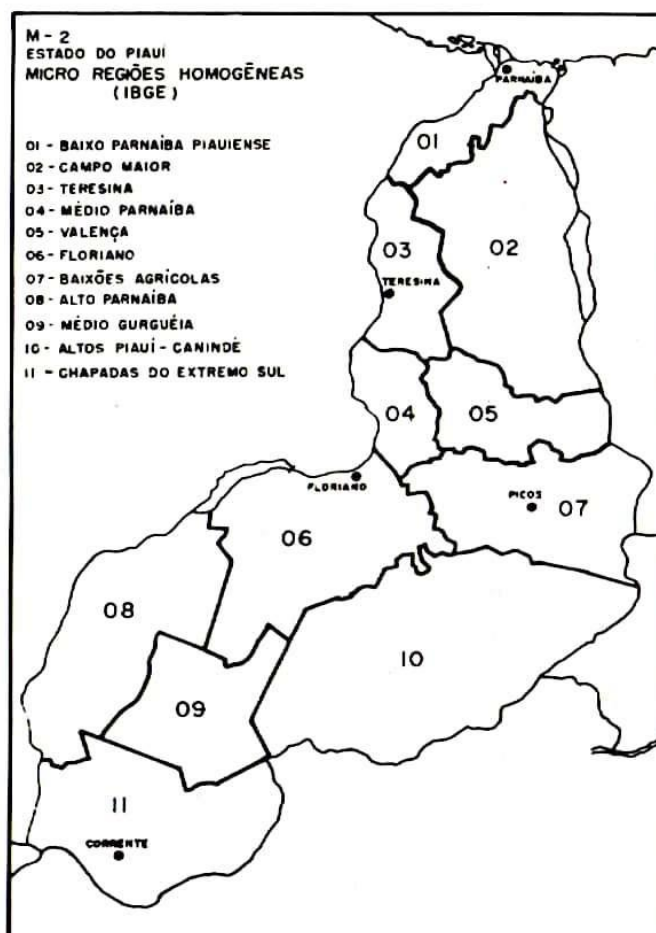 M - 2
ESTADO DO PIAUÍ
MICRO REGIÕES HOMOGÊNEAS
(IBGE)
01 - BAIXO PARNAÍBA PIAUIENSE
02 - CAMPO MAIOR
03 - TERESINA
04 - MÉDIO PARNAÍBA
05 - VALENÇA
06 - FLORIANO
07 - BAIXÕES AGRÍCOLAS
08 - ALTO PARNAÍBA
09 - MÉDIO GURGUÉIA
10 - ALTOS PIAUÍ - CANINDÉ
11 - CHAPADAS DO EXTREMO SUL
PARNAÍBA
01
02
03
TERESINA
04
05
FLORIANO
PICOS
07
06
08
10
09
11
CORRENTE